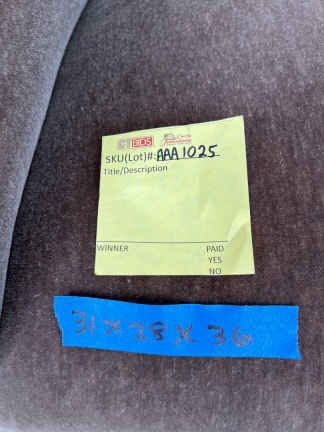 CTBIDS
SKU(Lot)#: AAA1025
Title/Description
WINNER PAID
YES
NO
31 x 28 x 36